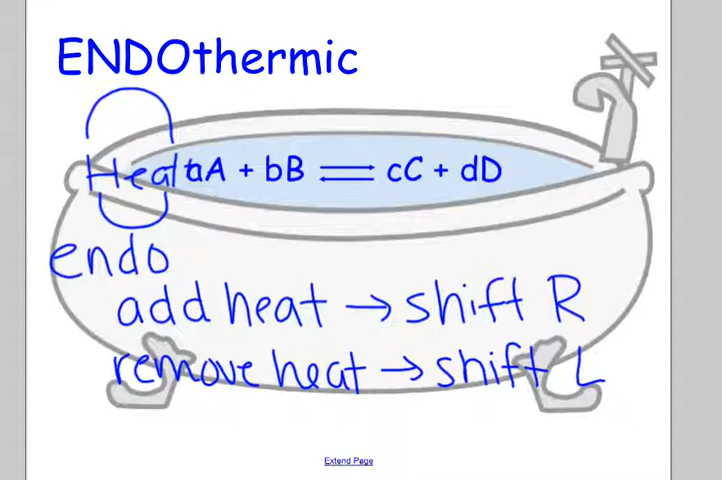 ENDOthermic
Heat aA + bB ⇌ cC + dD
endo
add heat → shift R
remove heat → shift L
Extend Page